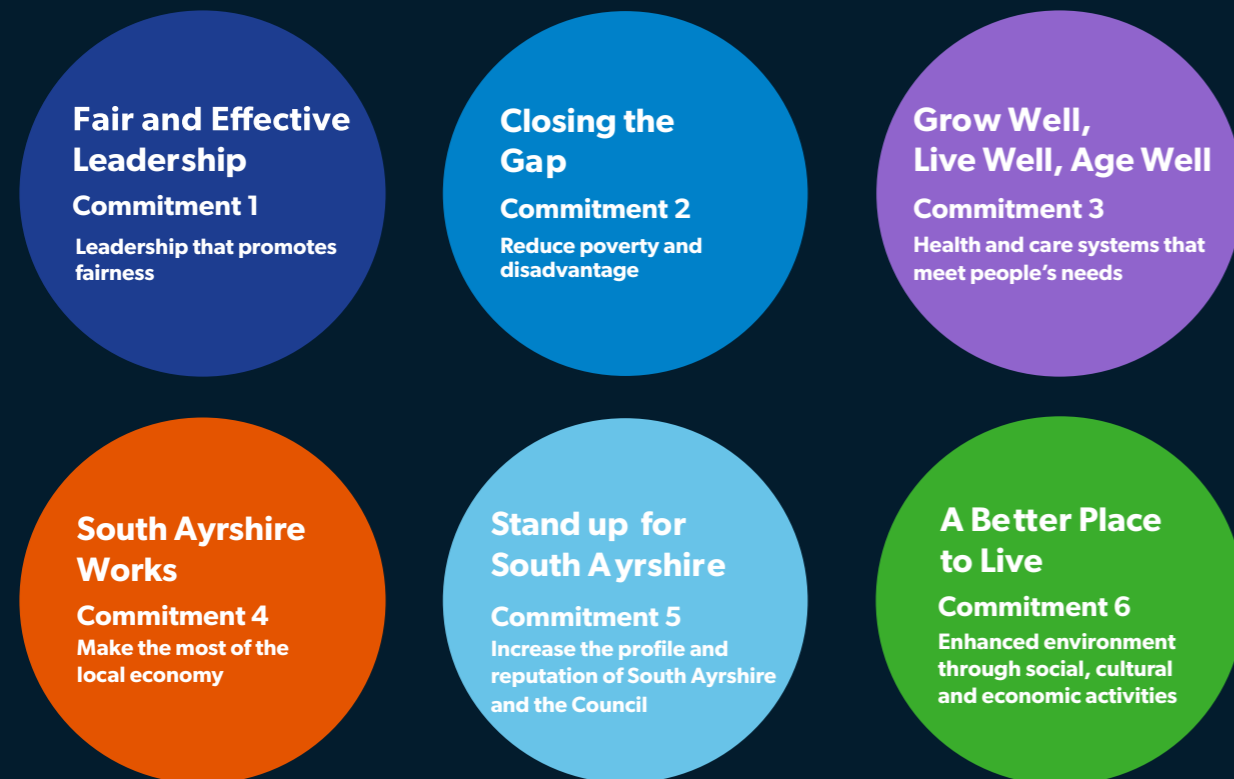 Fair and Effective
Leadership
Commitment 1
Leadership that promotes
fairness
Closing the
Gap
Commitment 2
Reduce poverty and
disadvantage
Grow Well,
Live Well, Age Well
Commitment 3
Health and care systems that
meet people's needs
South Ayrshire
Works
Commitment 4
Make the most of the
local economy
Stand up for
South Ayrshire
Commitment 5
Increase the profile and
reputation of South Ayrshire
and the Council
A Better Place
to Live
Commitment 6
Enhanced environment
through social, cultural
and economic activities